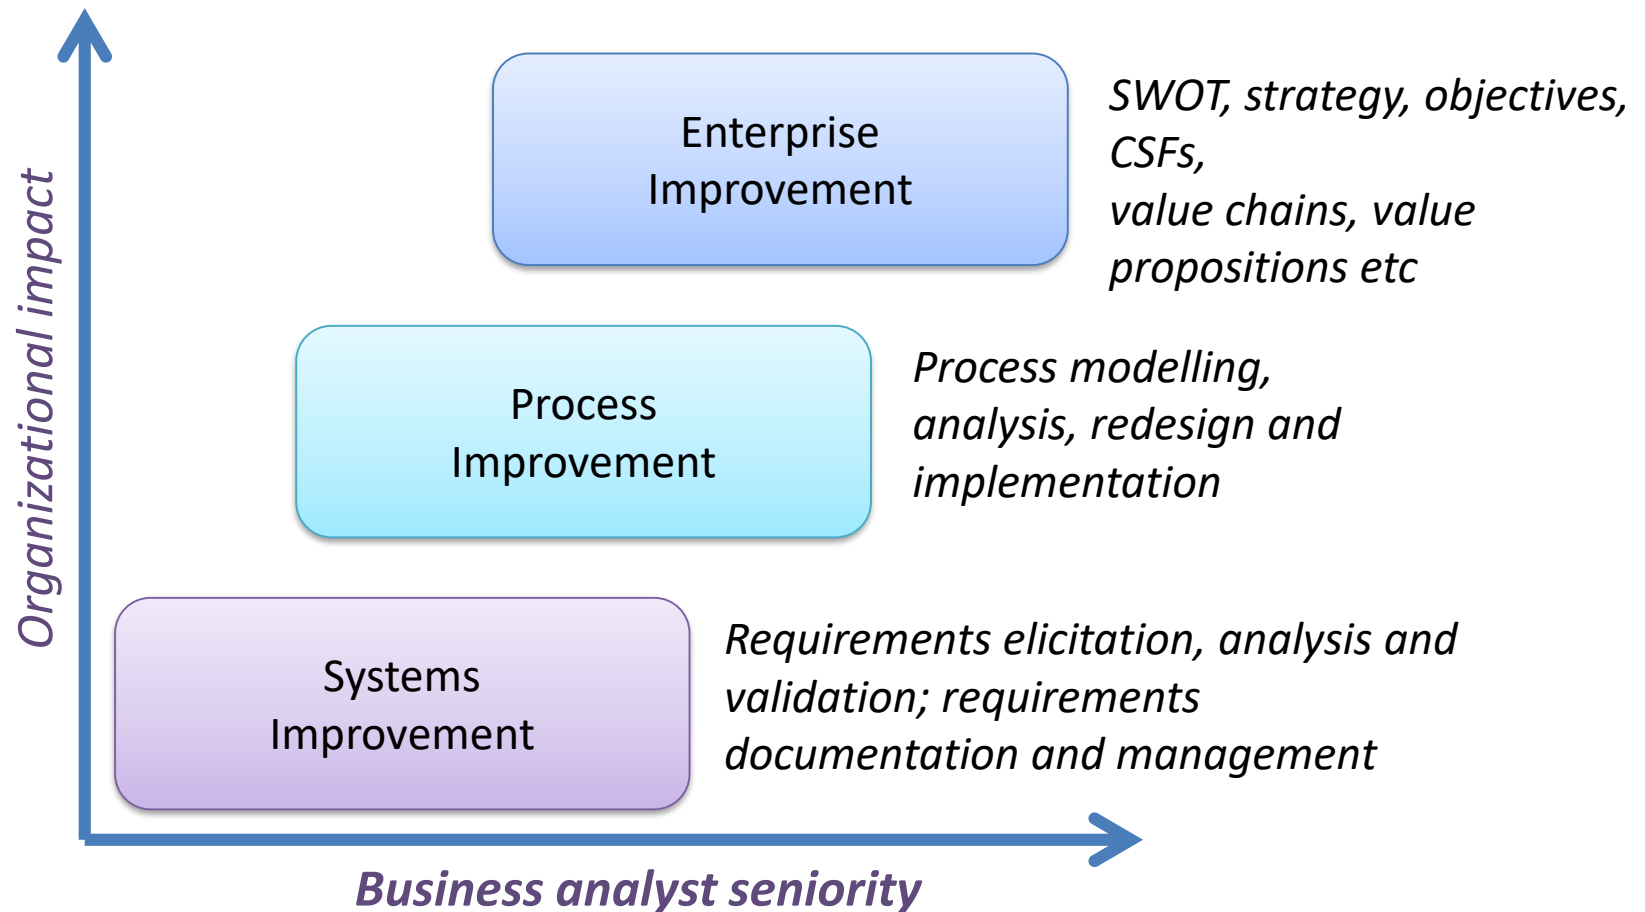 Organizational impact
Enterprise
Improvement
SWOT, strategy, objectives,
CSFs,
value chains, value
propositions etc
Process
Improvement
Process modelling,
analysis, redesign and
implementation
Systems
Improvement
Requirements elicitation, analysis and
validation; requirements
documentation and management
Business analyst seniority